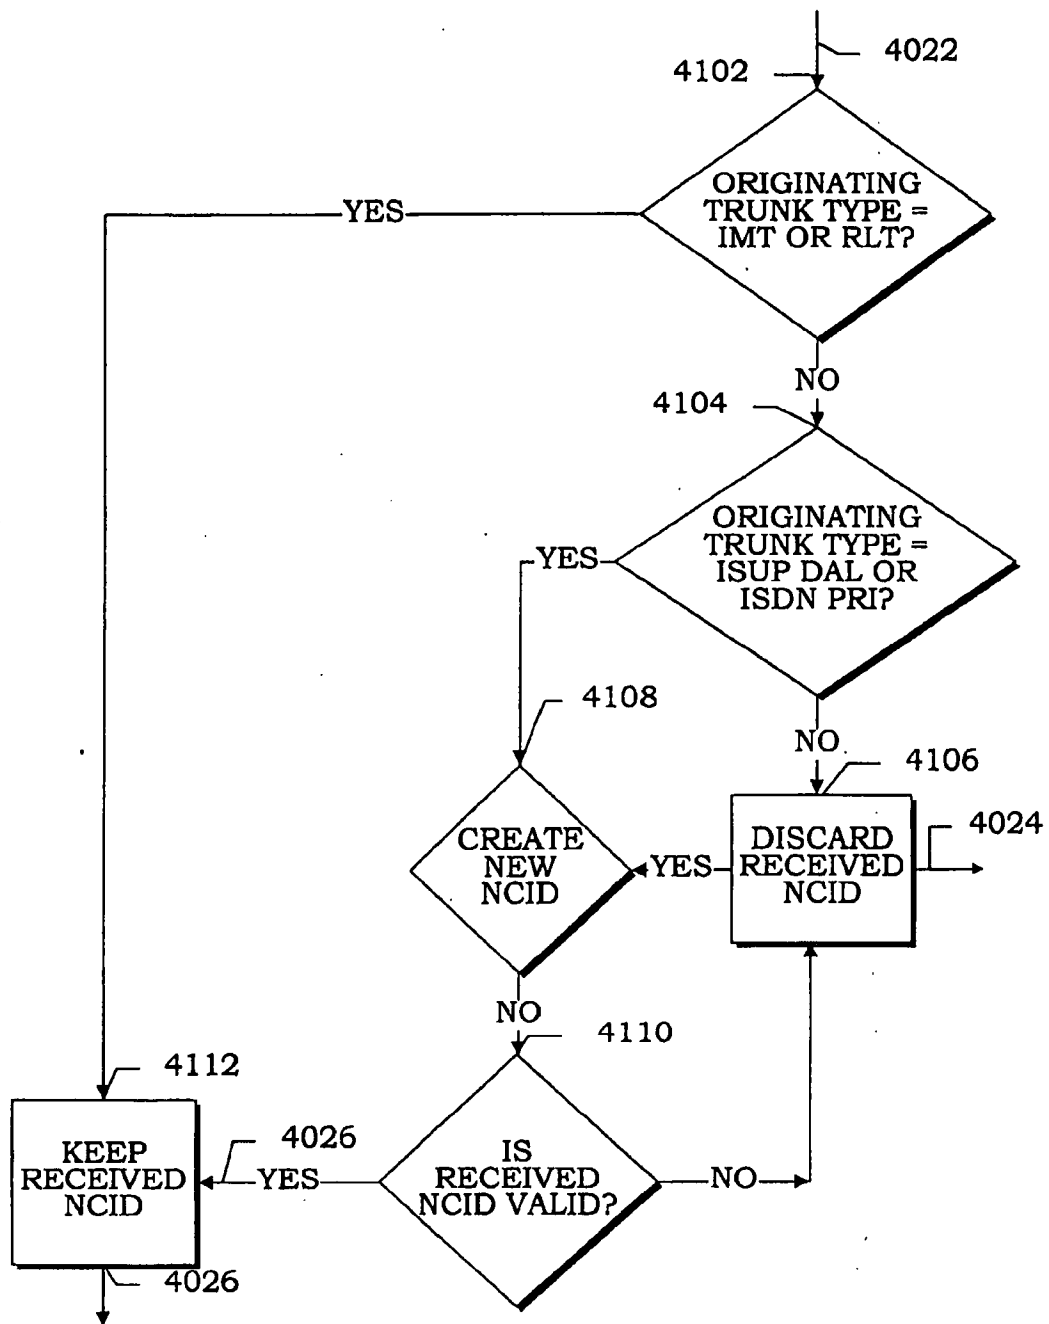 4022
4102
ORIGINATING
TRUNK TYPE =
IMT OR RLT?
YES
NO
4104
ORIGINATING
TRUNK TYPE =
ISUP DAL OR
ISDN PRI?
YES
4108
NO
4106
CREATE
NEW
NCID
YES
DISCARD
RECEIVED
NCID
4024
NO
4110
4112
KEEP
RECEIVED
NCID
4026
YES
IS
RECEIVED
NCID VALID?
NO
4026